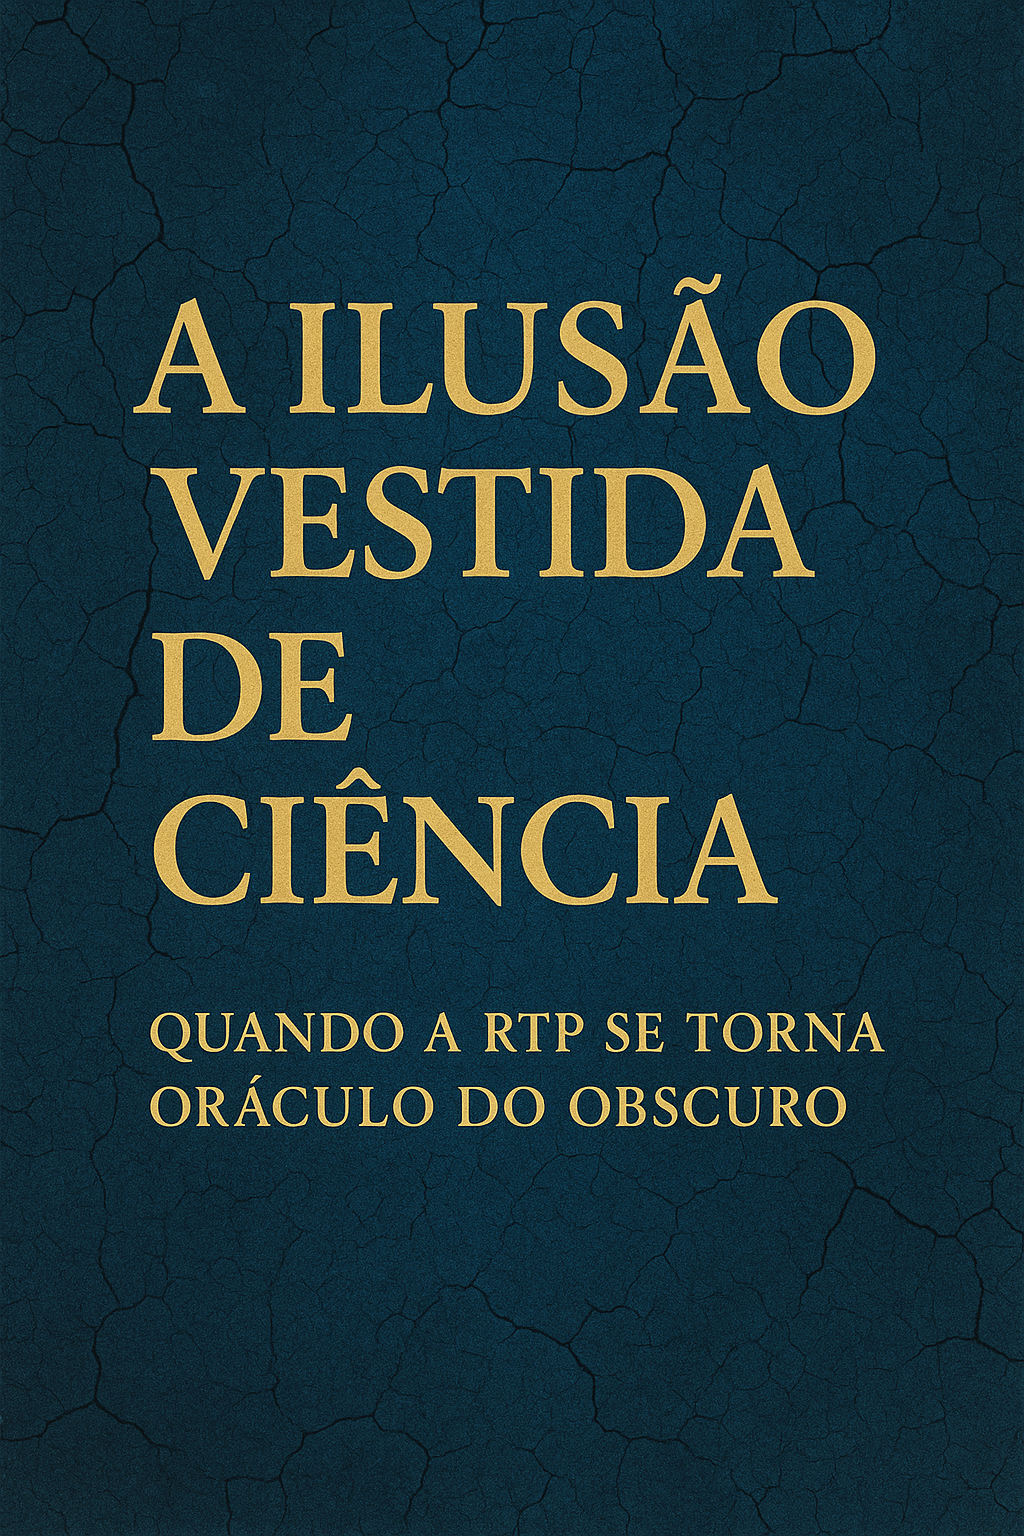 A ILUSÃO
VESTIDA
DE
CIÊNCIA
QUANDO A RTP SE TORNA
ORÁCULO DO OBSCURO